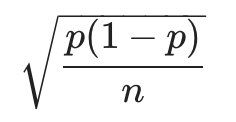 √(p(1 − p)/n)